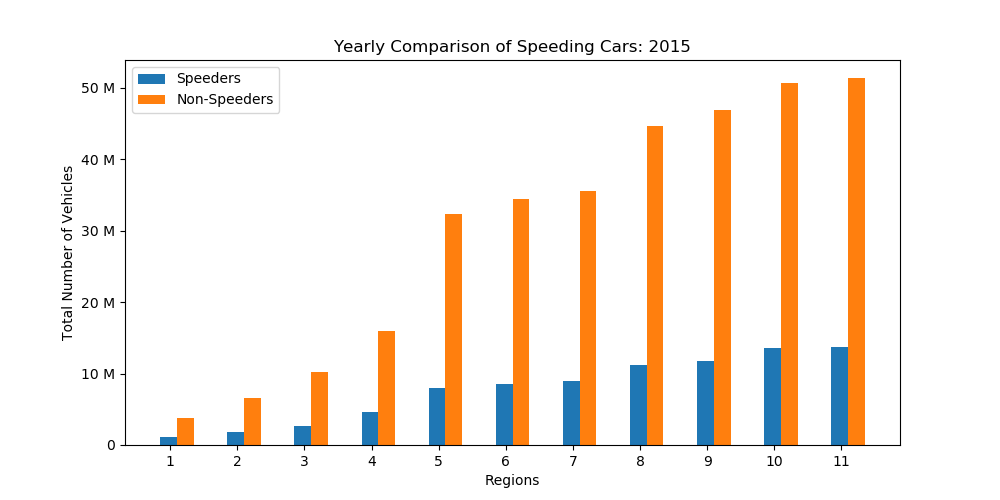 Yearly Comparison of Speeding Cars: 2015
Speeders
Non-Speeders
50 M
40 M
30 M
20 M
10 M
0
Total Number of Vehicles
1 2 3 4 5 6 7 8 9 10 11
Regions